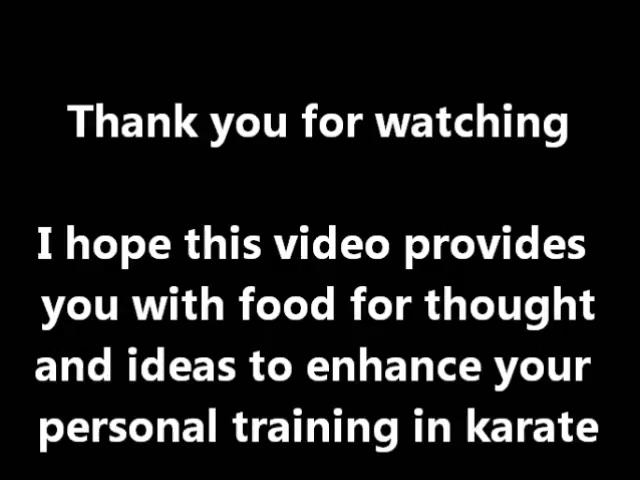 Thank you for watching
I hope this video provides
you with food for thought
and ideas to enhance your
personal training in karate